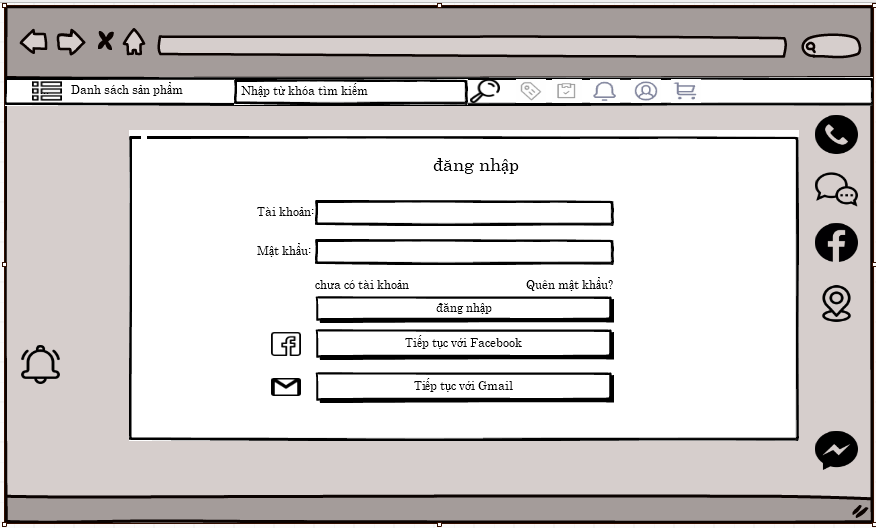 Danh sách sản phẩm
Nhập từ khóa tìm kiếm
đăng nhập
Tài khoản:
Mật khẩu:
chưa có tài khoản
Quên mật khẩu?
đăng nhập
Tiếp tục với Facebook
Tiếp tục với Gmail